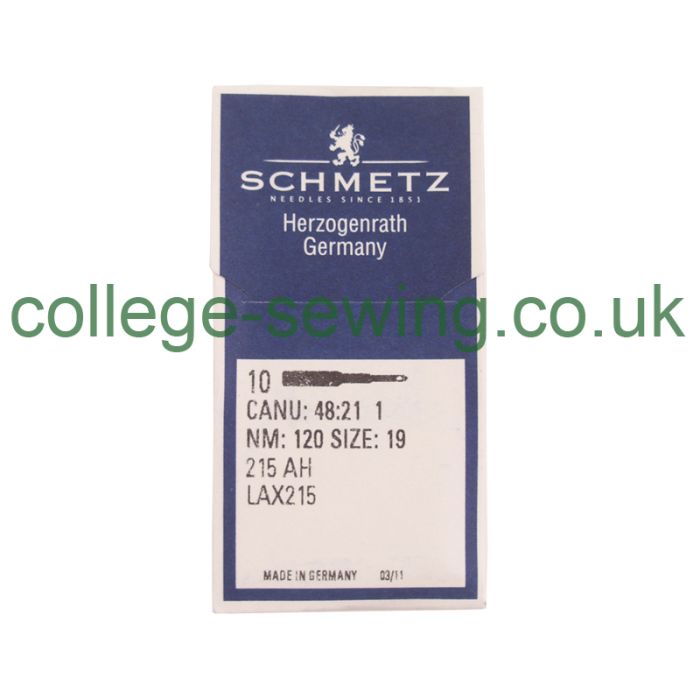 SCHMETZ
NEEDLES SINCE 1851
Herzogenrath
Germany
college-sewing.co.uk
10
CANU: 48:21 1
NM: 120 SIZE: 19
215 AH
LAX215
MADE IN GERMANY 03/11